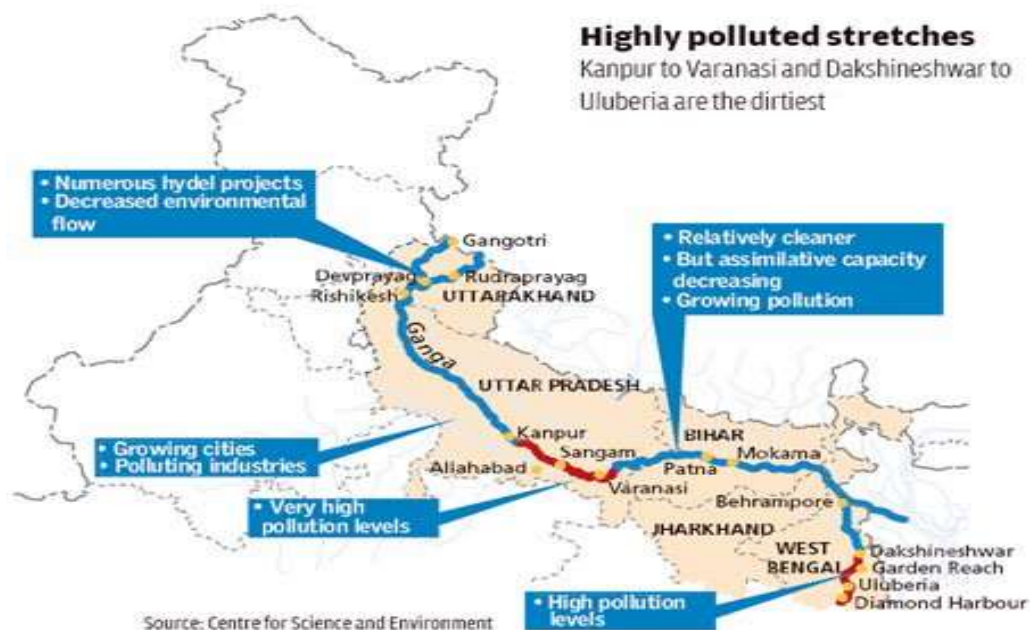 Highly polluted stretches
Kanpur to Varanasi and Dakshineshwar to
Uluberia are the dirtiest
• Numerous hydel projects
• Decreased environmental
flow
Gangotri
Devprayag
Rudraprayag
Rishikesh
UTTARAKHAND
• Relatively cleaner
• But assimilative capacity
decreasing
• Growing pollution
Ganga
UTTAR PRADESH
• Growing cities
• Polluting industries
Kanpur
Sangam
Allahabad
Varanasi
BIHAR
Patna
Mokama
• Very high
pollution levels
Behrampore
JHARKHAND
WEST
BENGAL
Dakshineshwar
Garden Reach
Uluberia
Diamond Harbour
• High pollution
levels
Source: Centre for Science and Environment